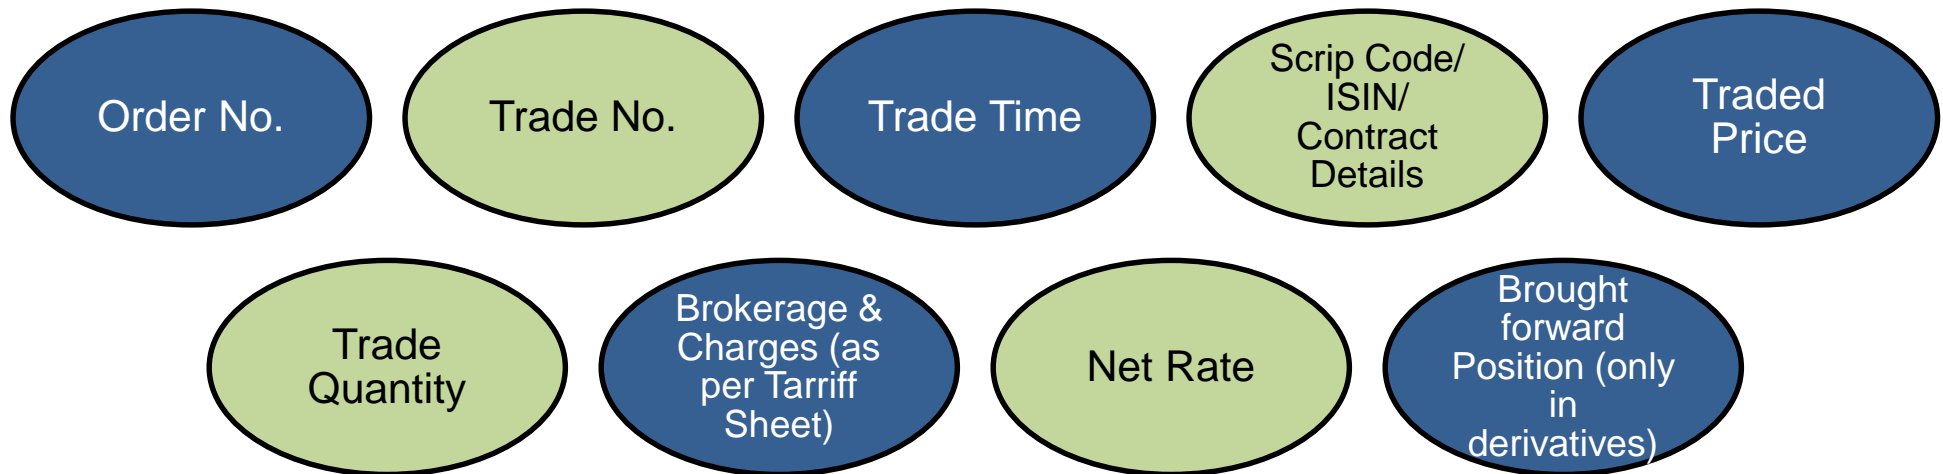 Order No.
Trade No.
Trade Time
Scrip Code/
ISIN/
Contract
Details
Traded
Price
Trade
Quantity
Brokerage &
Charges (as
per Tarriff
Sheet)
Net Rate
Brought
forward
Position (only
in
derivatives)